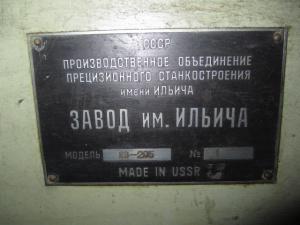 СССР
ПРОИЗВОДСТВЕННОЕ ОБЪЕДИНЕНИЕ
ПРЕЦИЗИОННОГО СТАНКОСТРОЕНИЯ
ИМЕНИ ИЛЬИЧА
ЗАВОД ИМ. ИЛЬИЧА
МОДЕЛЬ №
MADE IN USSR